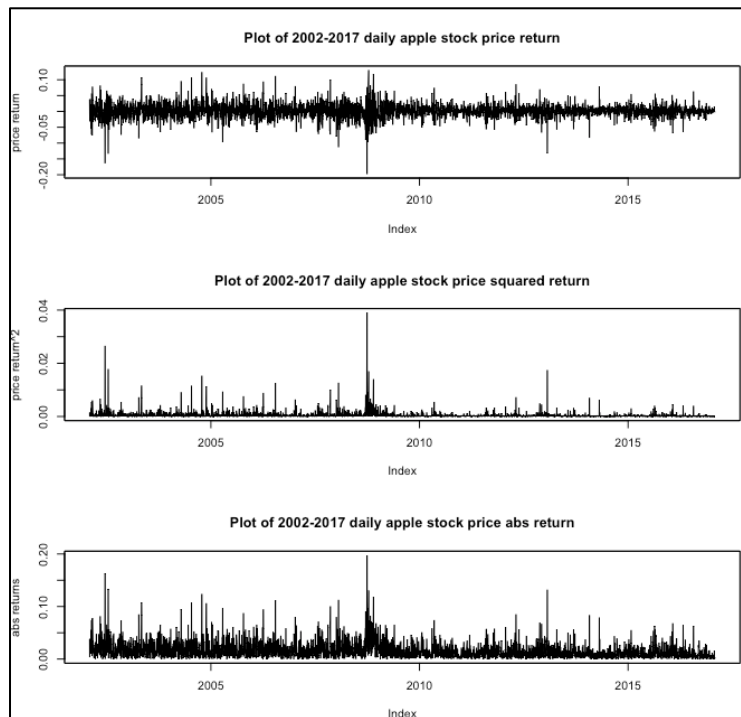 Plot of 2002-2017 daily apple stock price return
price return
0.10
-0.05
-0.20
2005 2010 2015
Index
Plot of 2002-2017 daily apple stock price squared return
price return^2
0.04
0.02
0.00
2005 2010 2015
Index
Plot of 2002-2017 daily apple stock price abs return
abs returns
0.20
0.10
0.00
2005 2010 2015
Index